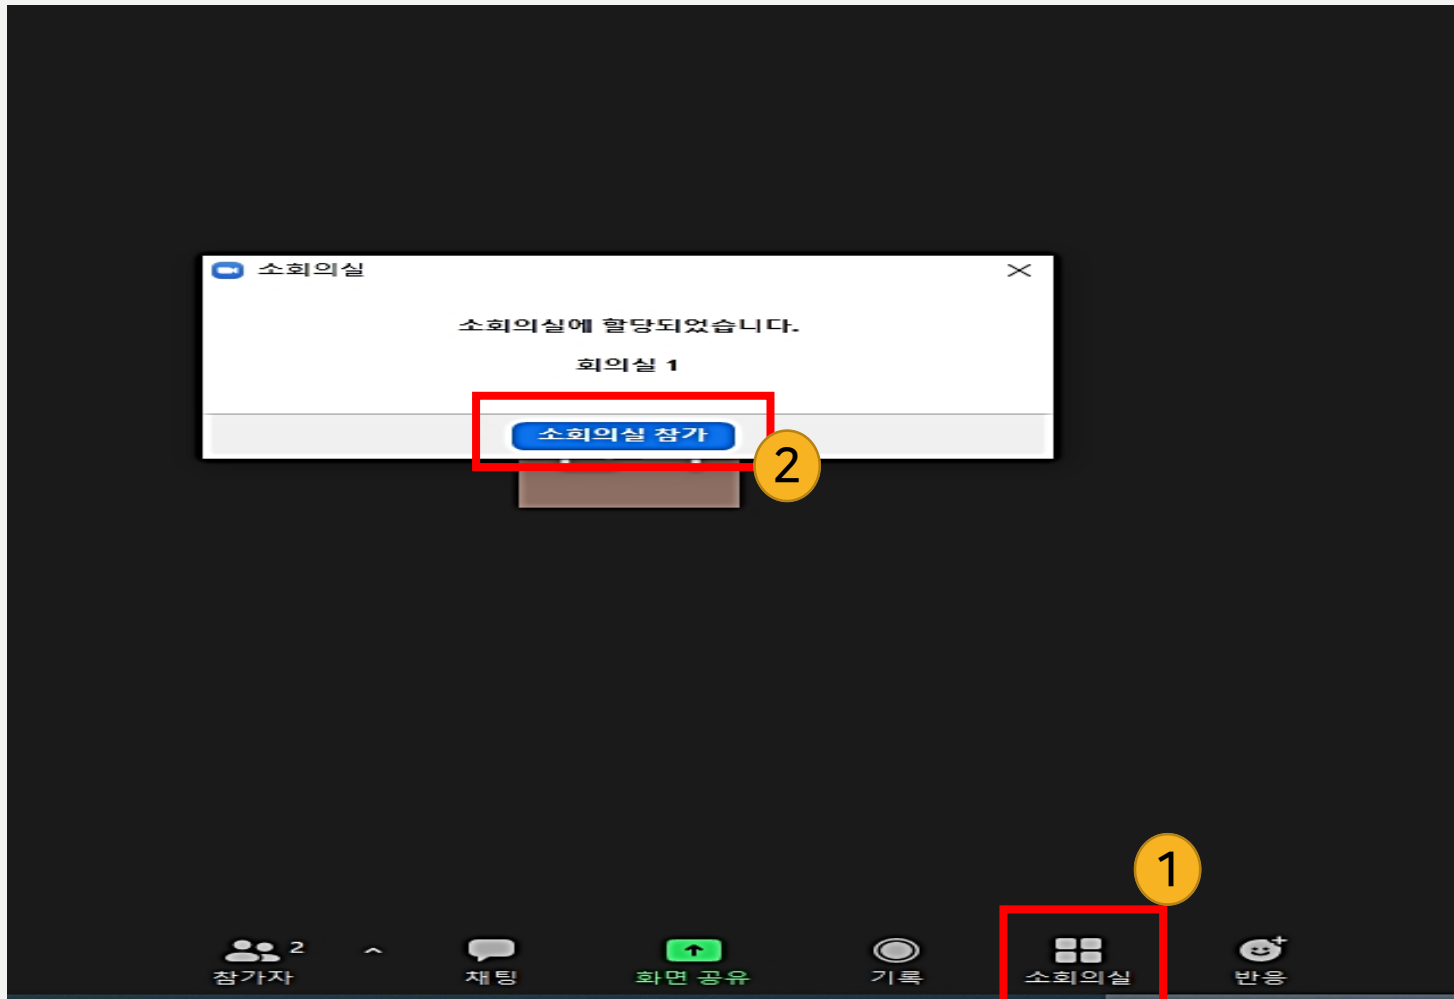 소회의실
소회의실에 할당되었습니다.
회의실 1
소회의실 참가
2
1
2
참가자
채팅
화면 공유
기록
소회의실
반응